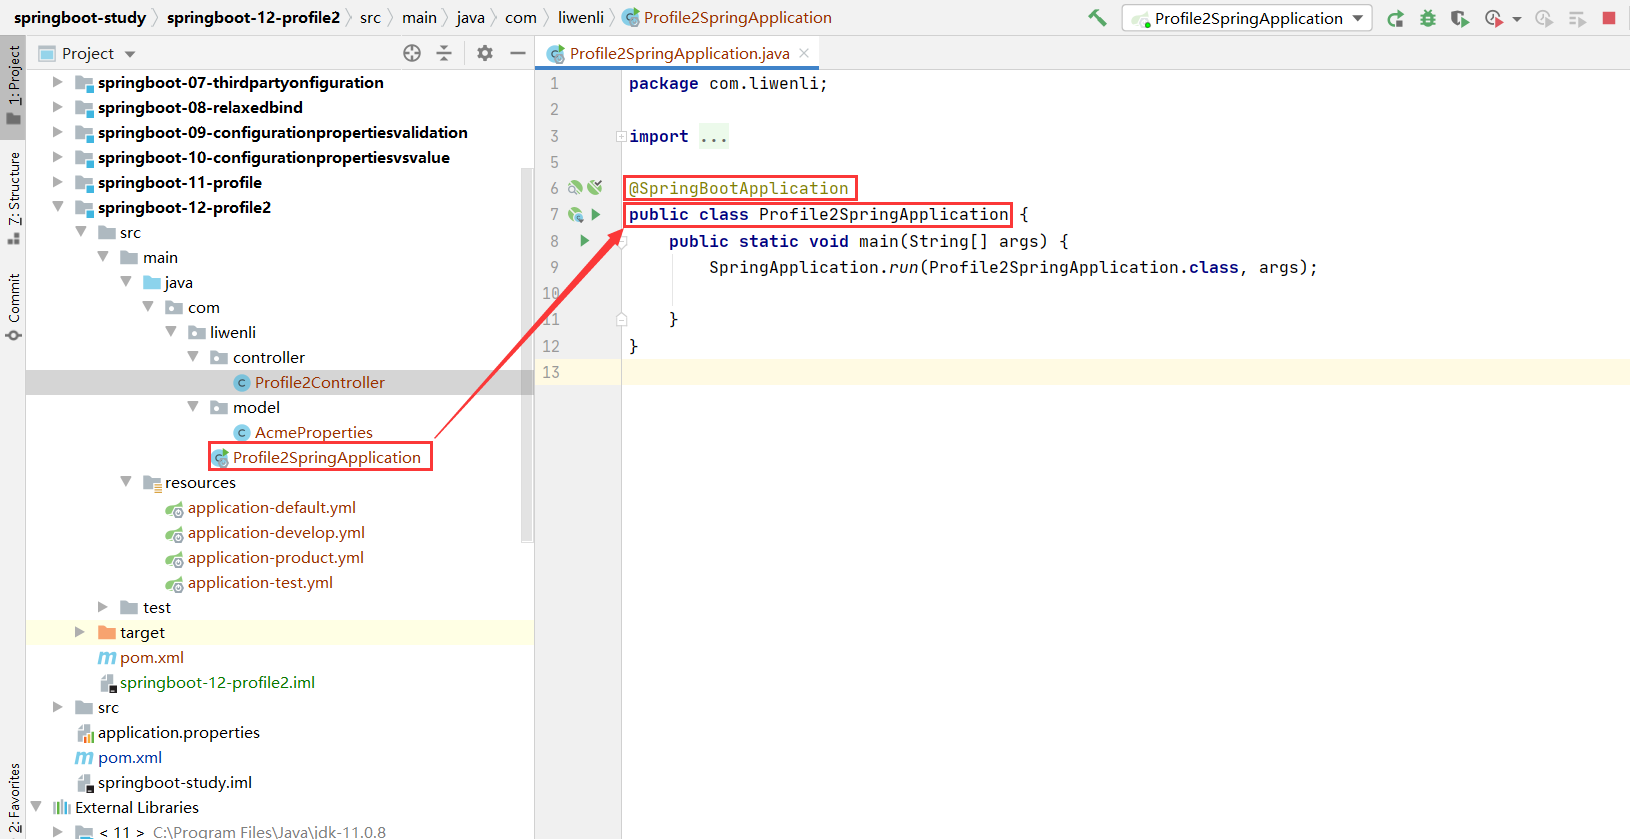 springboot-study springboot-12-profile2 src main java com liwenli Profile2SpringApplication
Profile2SpringApplication
1: Project
Z: Structure
Commit
2: Favorites
Project
springboot-07-thirdpartyonfiguration
springboot-08-relaxedbind
springboot-09-configurationpropertiesvalidation
springboot-10-configurationpropertiesvsvalue
springboot-11-profile
springboot-12-profile2
src
main
java
com
liwenli
controller
Profile2Controller
model
AcmeProperties
Profile2SpringApplication
resources
application-default.yml
application-develop.yml
application-product.yml
application-test.yml
test
target
pom.xml
springboot-12-profile2.iml
src
application.properties
pom.xml
springboot-study.iml
External Libraries
< 11 > C:\Program Files\Java\jdk-11.0.8
Profile2SpringApplication.java
1 package com.liwenli;
2
3 import ...
5
6 @SpringBootApplication
7 public class Profile2SpringApplication {
8 public static void main(String[] args) {
9 SpringApplication.run(Profile2SpringApplication.class, args);
10
11 }
12 }
13